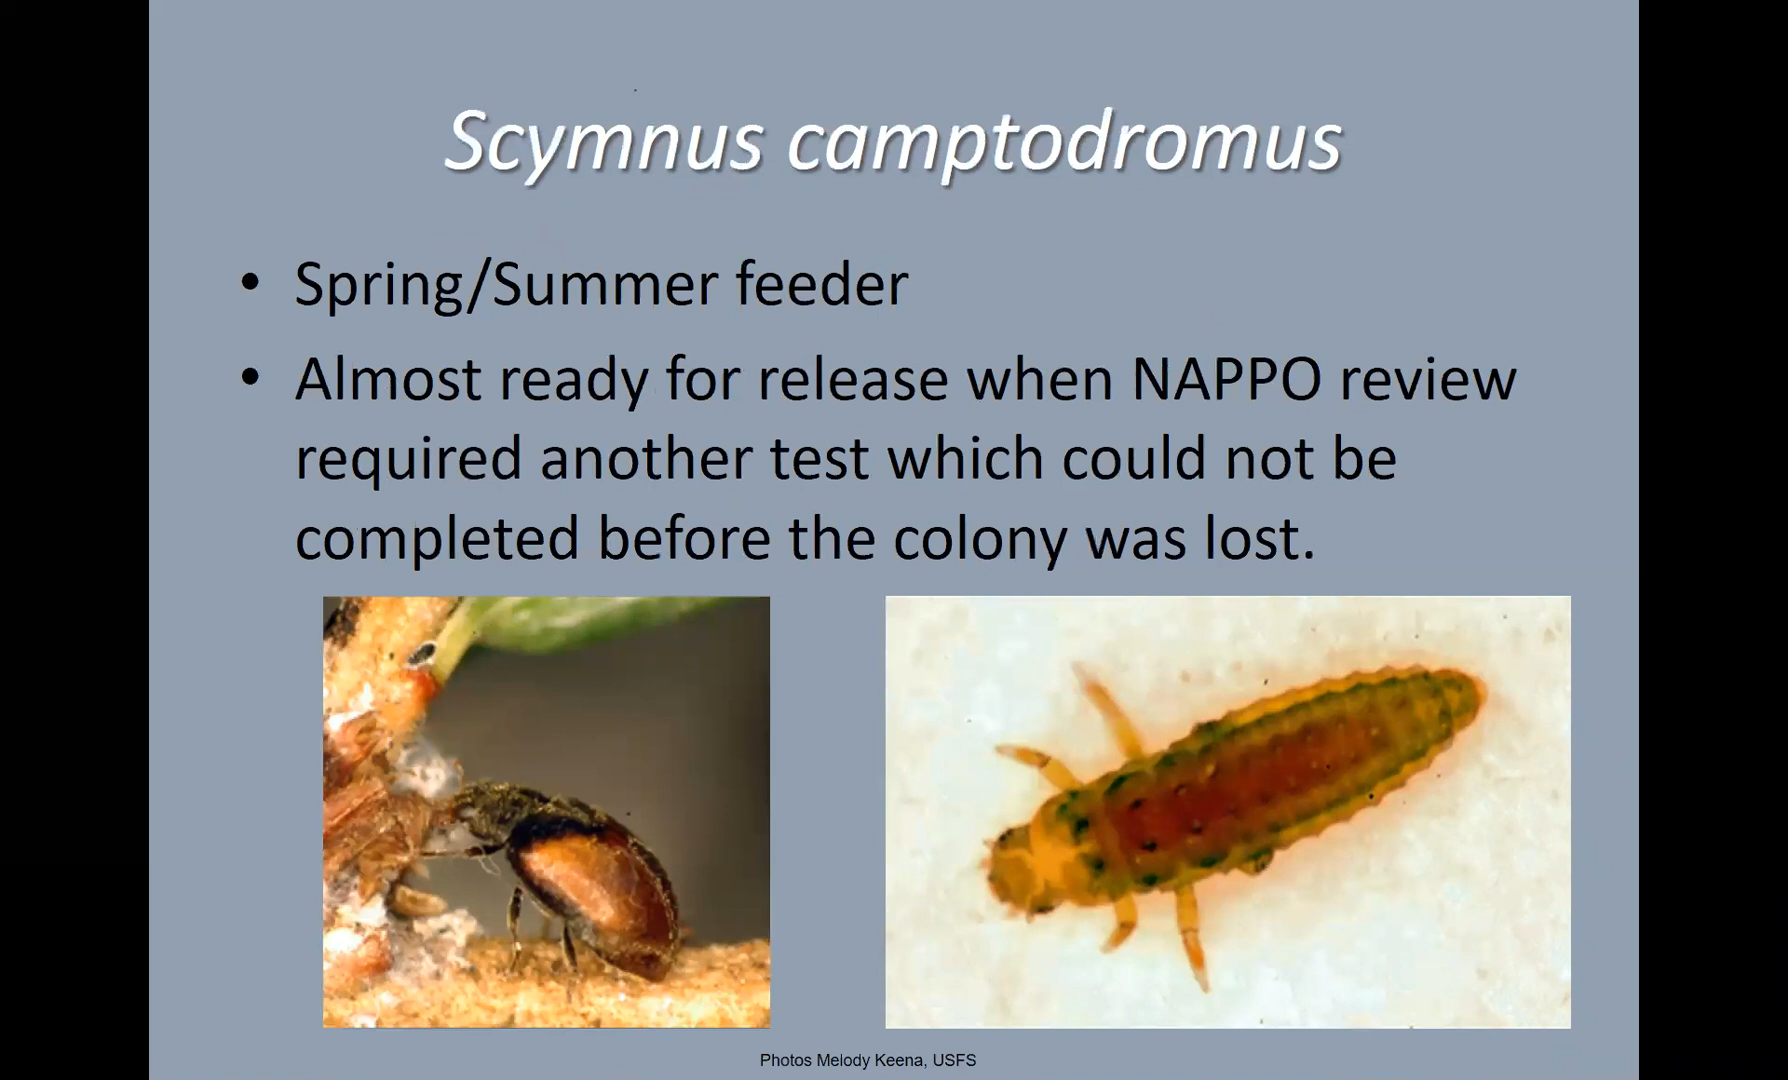 Scymnus camptodromus
• Spring/Summer feeder
• Almost ready for release when NAPPO review
required another test which could not be
completed before the colony was lost.
Photos Melody Keena, USFS